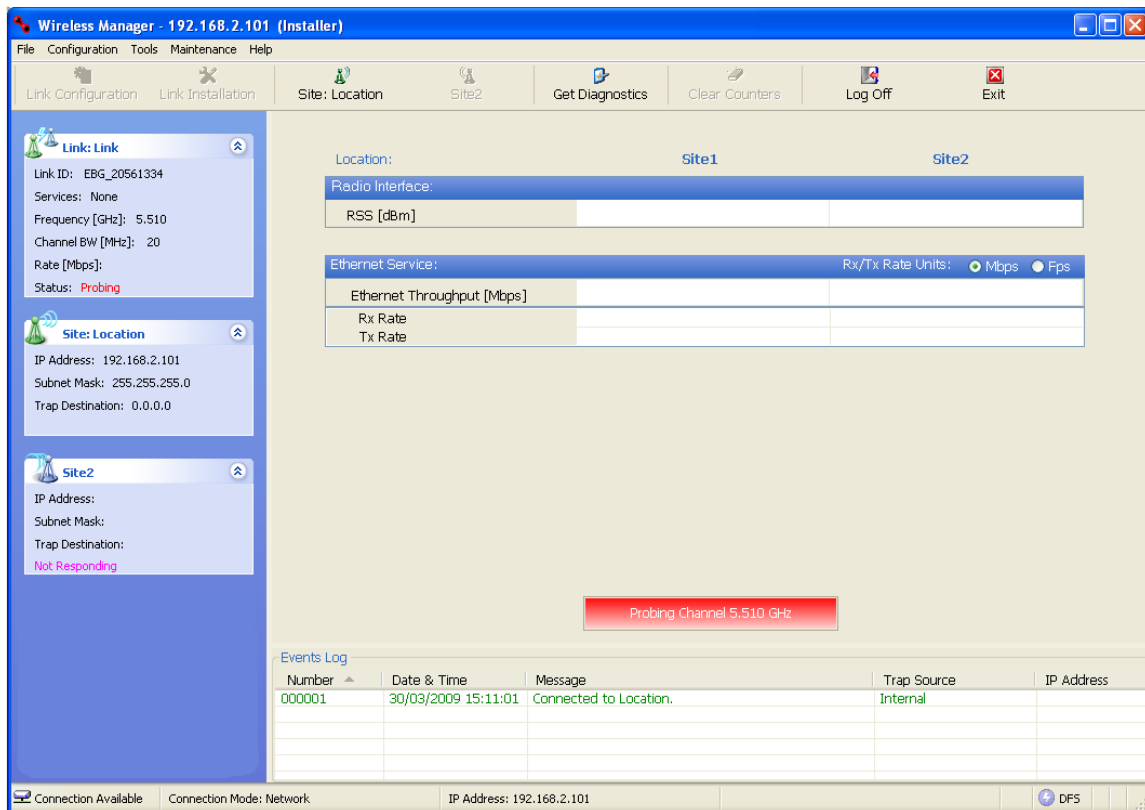 Wireless Manager - 192.168.2.101 (Installer)
File Configuration Tools Maintenance Help
Link Configuration Link Installation Site: Location Site2 Get Diagnostics Clear Counters Log Off Exit
Link: Link
Link ID: EBG_20561334
Services: None
Frequency [GHz]: 5.510
Channel BW [MHz]: 20
Rate [Mbps]:
Status: Probing
Site: Location
IP Address: 192.168.2.101
Subnet Mask: 255.255.255.0
Trap Destination: 0.0.0.0
Site2
IP Address:
Subnet Mask:
Trap Destination:
Not Responding
Location: Site1 Site2
Radio Interface:
RSS [dBm]
Ethernet Service: Rx/Tx Rate Units: Mbps Fps
Ethernet Throughput [Mbps]
Rx Rate
Tx Rate
Probing Channel 5.510 GHz
Events Log
Number Date & Time Message Trap Source IP Address
000001 30/03/2009 15:11:01 Connected to Location. Internal
Connection Available Connection Mode: Network IP Address: 192.168.2.101 DFS